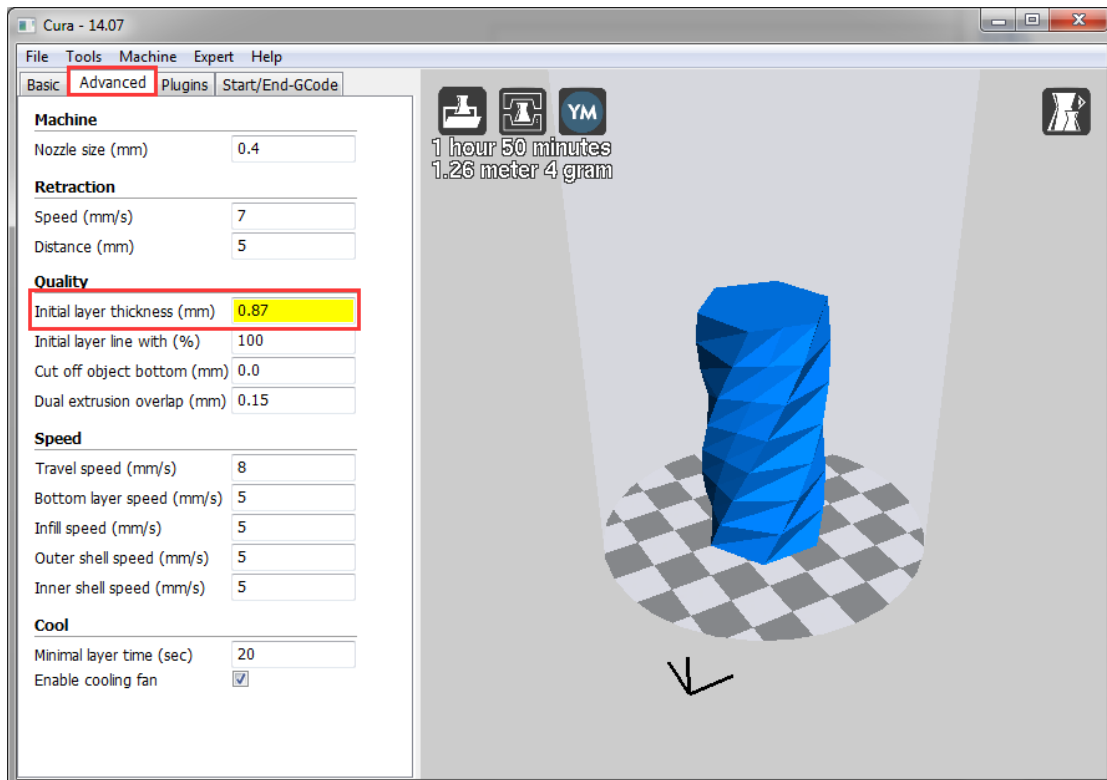 Cura - 14.07
File Tools Machine Expert Help
Basic Advanced Plugins Start/End-GCode
Machine
Nozzle size (mm) 0.4
Retraction
Speed (mm/s) 7
Distance (mm) 5
Quality
Initial layer thickness (mm) 0.87
Initial layer line with (%) 100
Cut off object bottom (mm) 0.0
Dual extrusion overlap (mm) 0.15
Speed
Travel speed (mm/s) 8
Bottom layer speed (mm/s) 5
Infill speed (mm/s) 5
Outer shell speed (mm/s) 5
Inner shell speed (mm/s) 5
Cool
Minimal layer time (sec) 20
Enable cooling fan
YM
1 hour 50 minutes
1.26 meter 4 gram